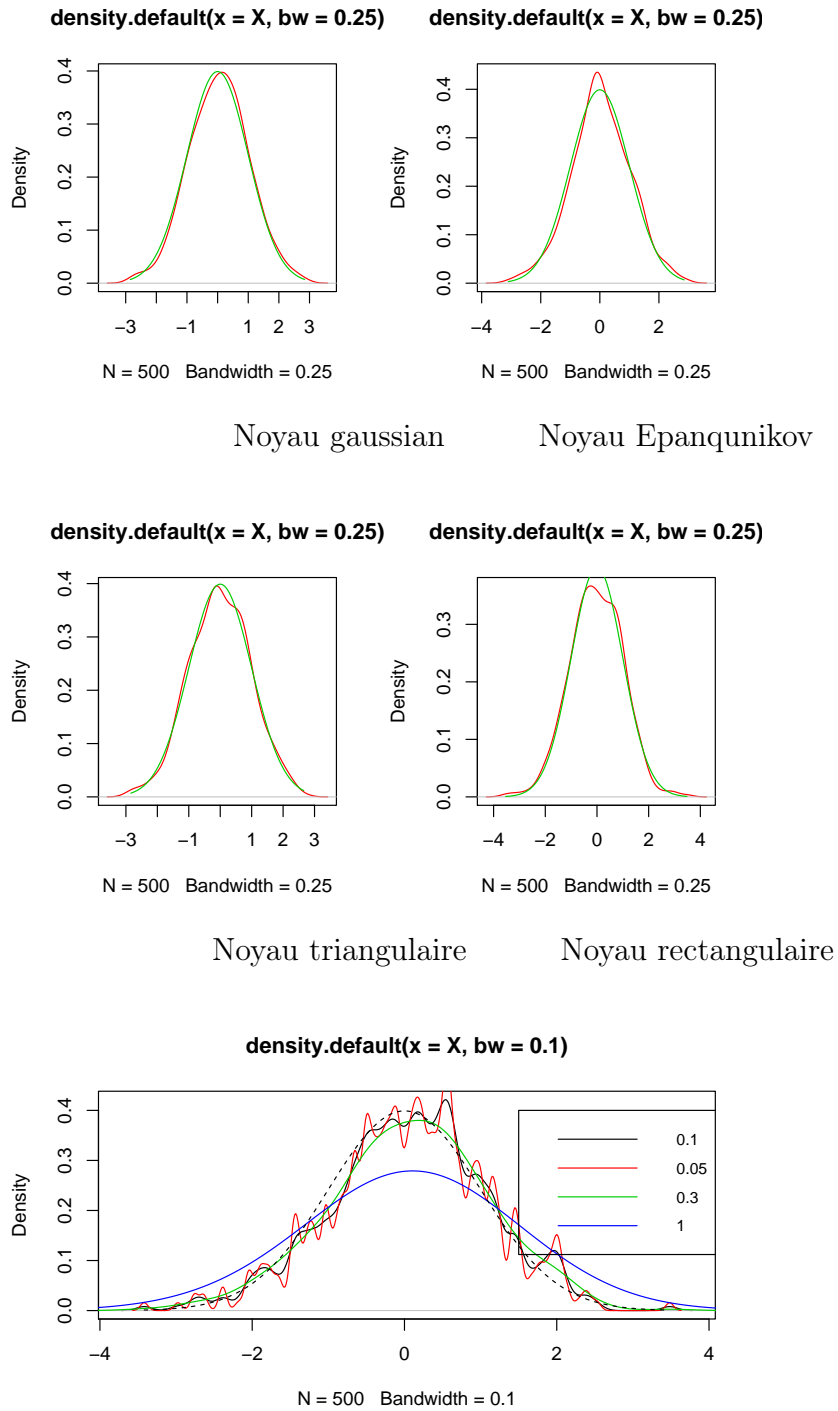 density.default(x = X, bw = 0.25) density.default(x = X, bw = 0.25)
0.4
0.3
0.2
0.1
0.0
Density
−3 −1 1 2 3
N = 500 Bandwidth = 0.25
0.4
0.3
0.2
0.1
0.0
Density
−4 −2 0 2
N = 500 Bandwidth = 0.25
Noyau gaussian Noyau Epanqunikov
density.default(x = X, bw = 0.25) density.default(x = X, bw = 0.25)
0.4
0.3
0.2
0.1
0.0
Density
−3 −1 1 2 3
N = 500 Bandwidth = 0.25
0.3
0.2
0.1
0.0
Density
−4 −2 0 2 4
N = 500 Bandwidth = 0.25
Noyau triangulaire Noyau rectangulaire
density.default(x = X, bw = 0.1)
0.4
0.3
0.2
0.1
0.0
Density
0.1
0.05
0.3
1
−4 −2 0 2 4
N = 500 Bandwidth = 0.1